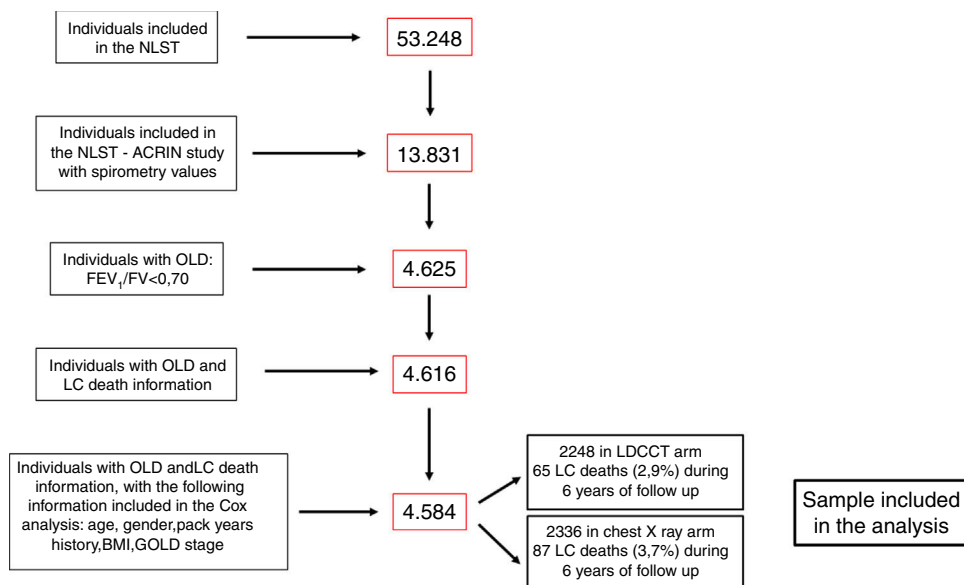 Individuals included
in the NLST
53.248
Individuals included in
the NLST - ACRIN study
with spirometry values
13.831
Individuals with OLD:
FEV₁/FV<0,70
4.625
Individuals with OLD and
LC death information
4.616
Individuals with OLD andLC death
information, with the following
information included in the Cox
analysis: age, gender,pack years
history,BMI,GOLD stage
4.584
2248 in LDCCT arm
65 LC deaths (2,9%) during
6 years of follow up
2336 in chest X ray arm
87 LC deaths (3,7%) during
6 years of follow up
Sample included
in the analysis